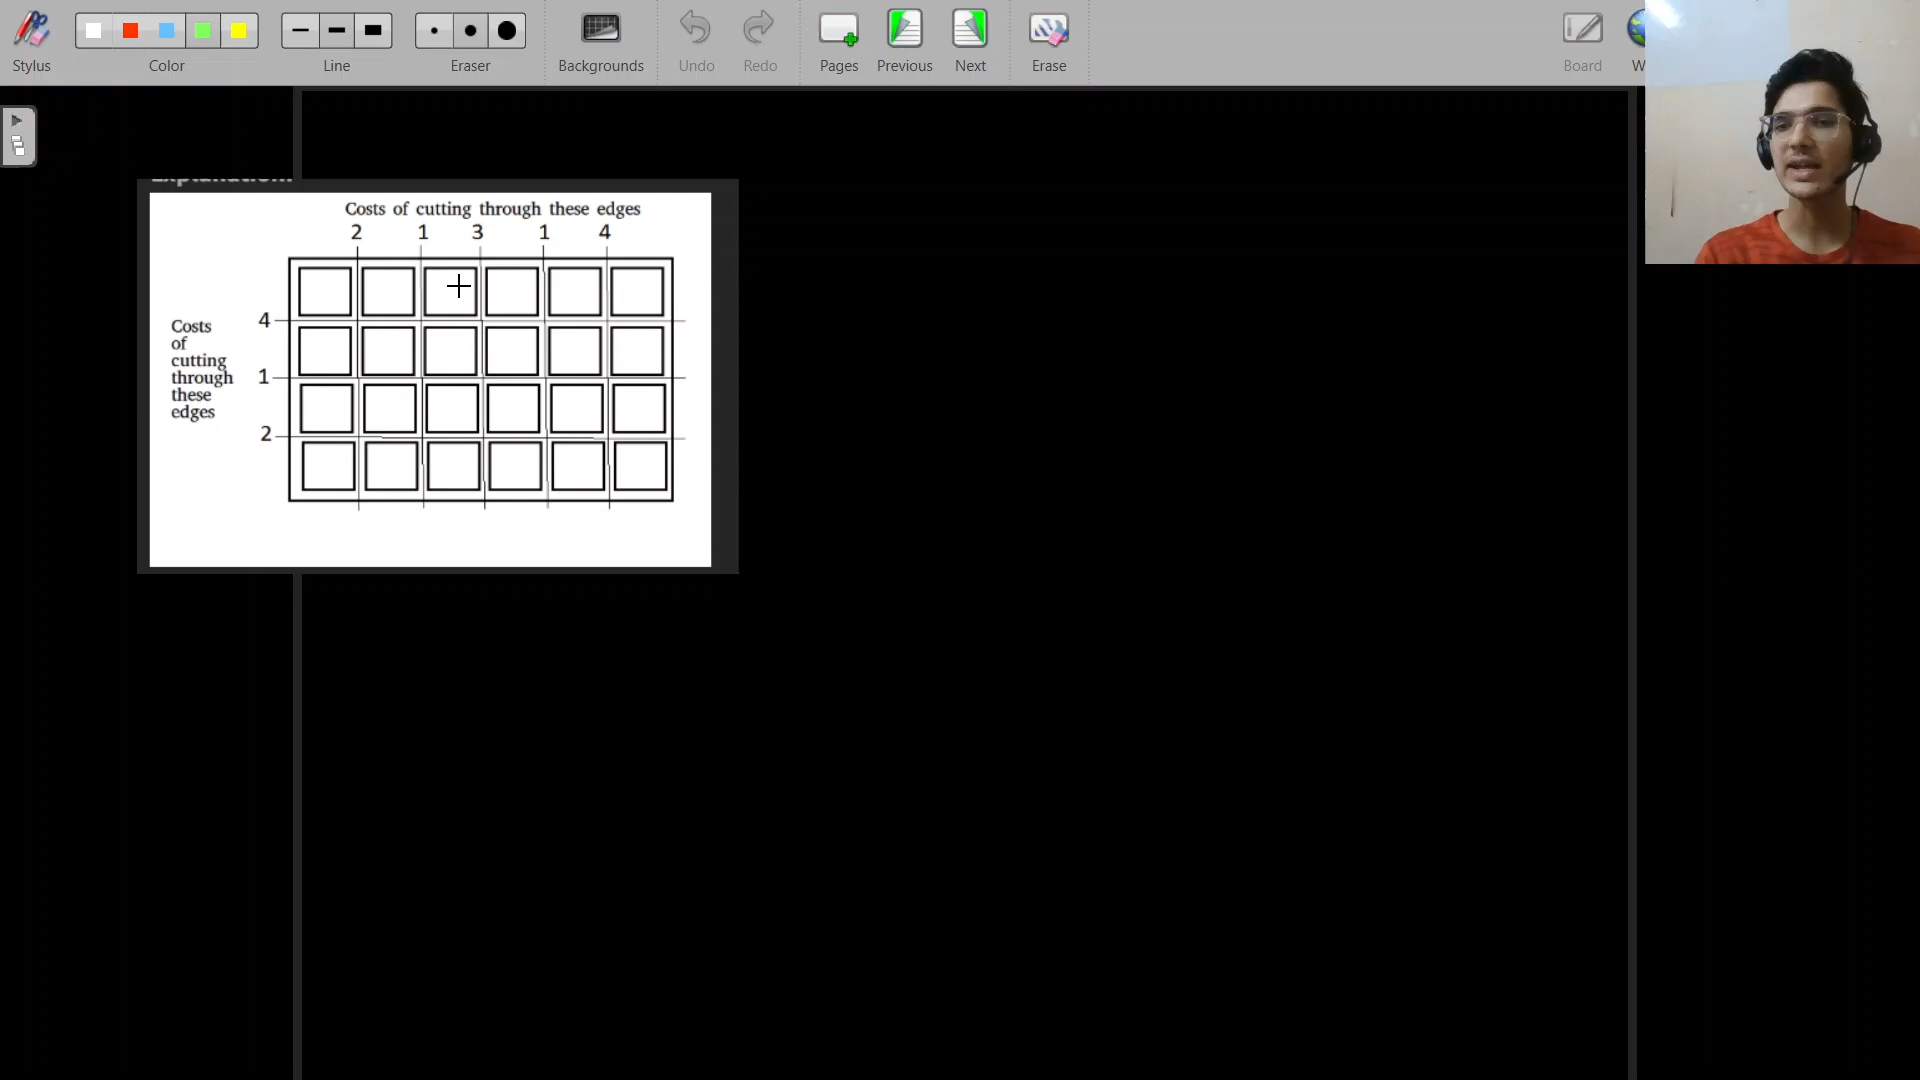 Stylus
Color
Line
Eraser
Backgrounds
Undo
Redo
Pages
Previous
Next
Erase
Board
Costs of cutting through these edges
2 1 3 1 4
Costs
of
cutting
through
these
edges
4
1
2